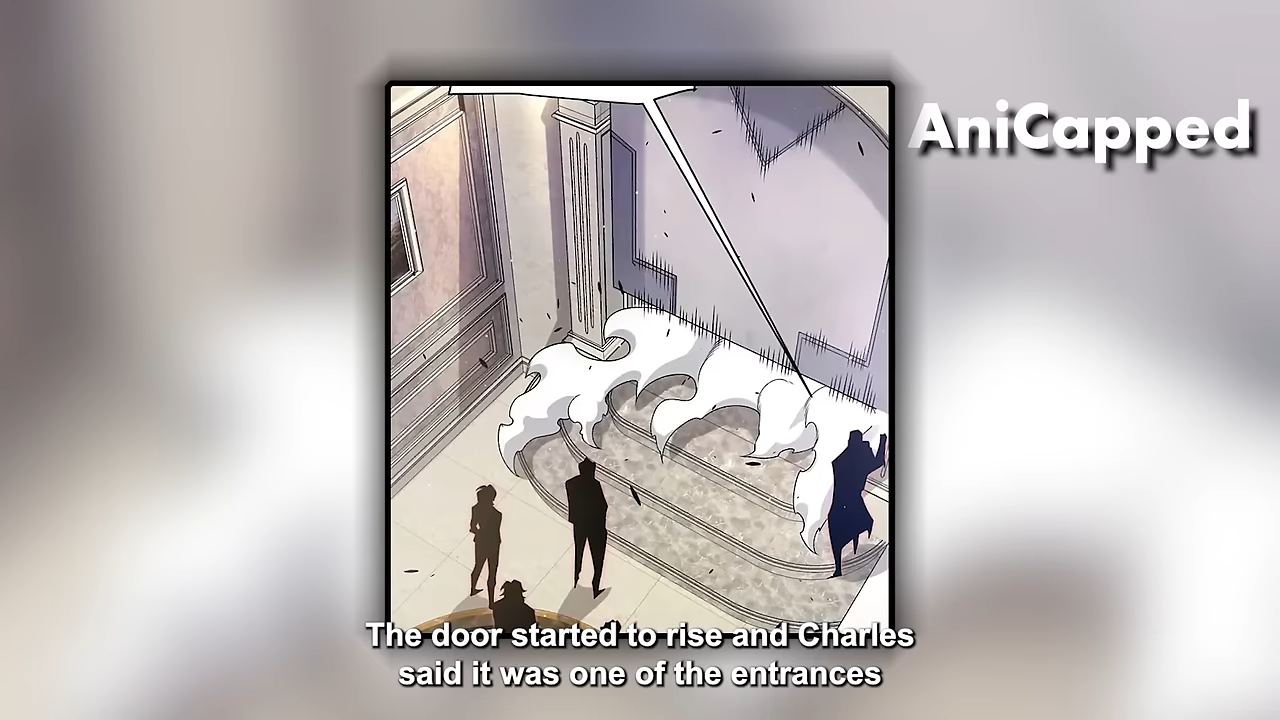 AniCapped
The door started to rise and Charles
said it was one of the entrances